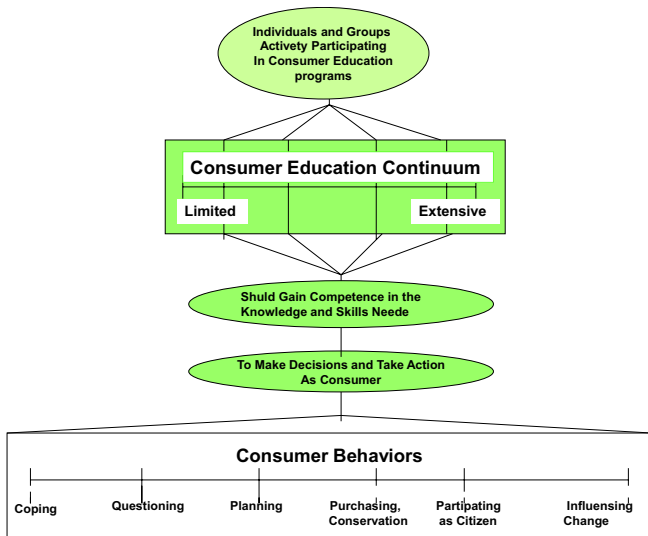 Individuals and Groups
Activety Participating
In Consumer Education
programs
Consumer Education Continuum
Limited
Extensive
Shuld Gain Competence in the
Knowledge and Skills Neede
To Make Decisions and Take Action
As Consumer
Consumer Behaviors
Coping
Questioning
Planning
Purchasing,
Conservation
Partipating
as Citizen
Influensing
Change